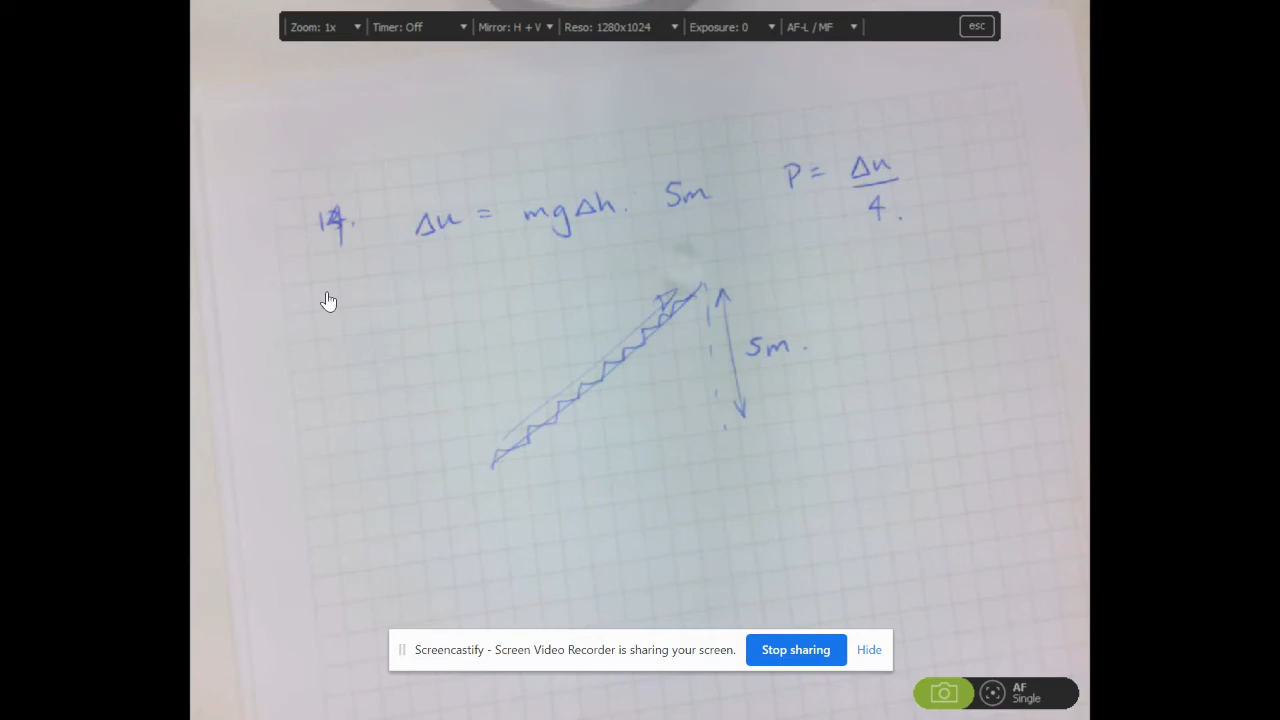 Zoom: 1x Timer: Off Mirror: H + V Reso: 1280x1024 Exposure: 0 AF-L / MF esc
14. Δu = mgΔh. 5m P = Δu / 4.
5m.
Screencastify - Screen Video Recorder is sharing your screen. Stop sharing Hide
AF
Single